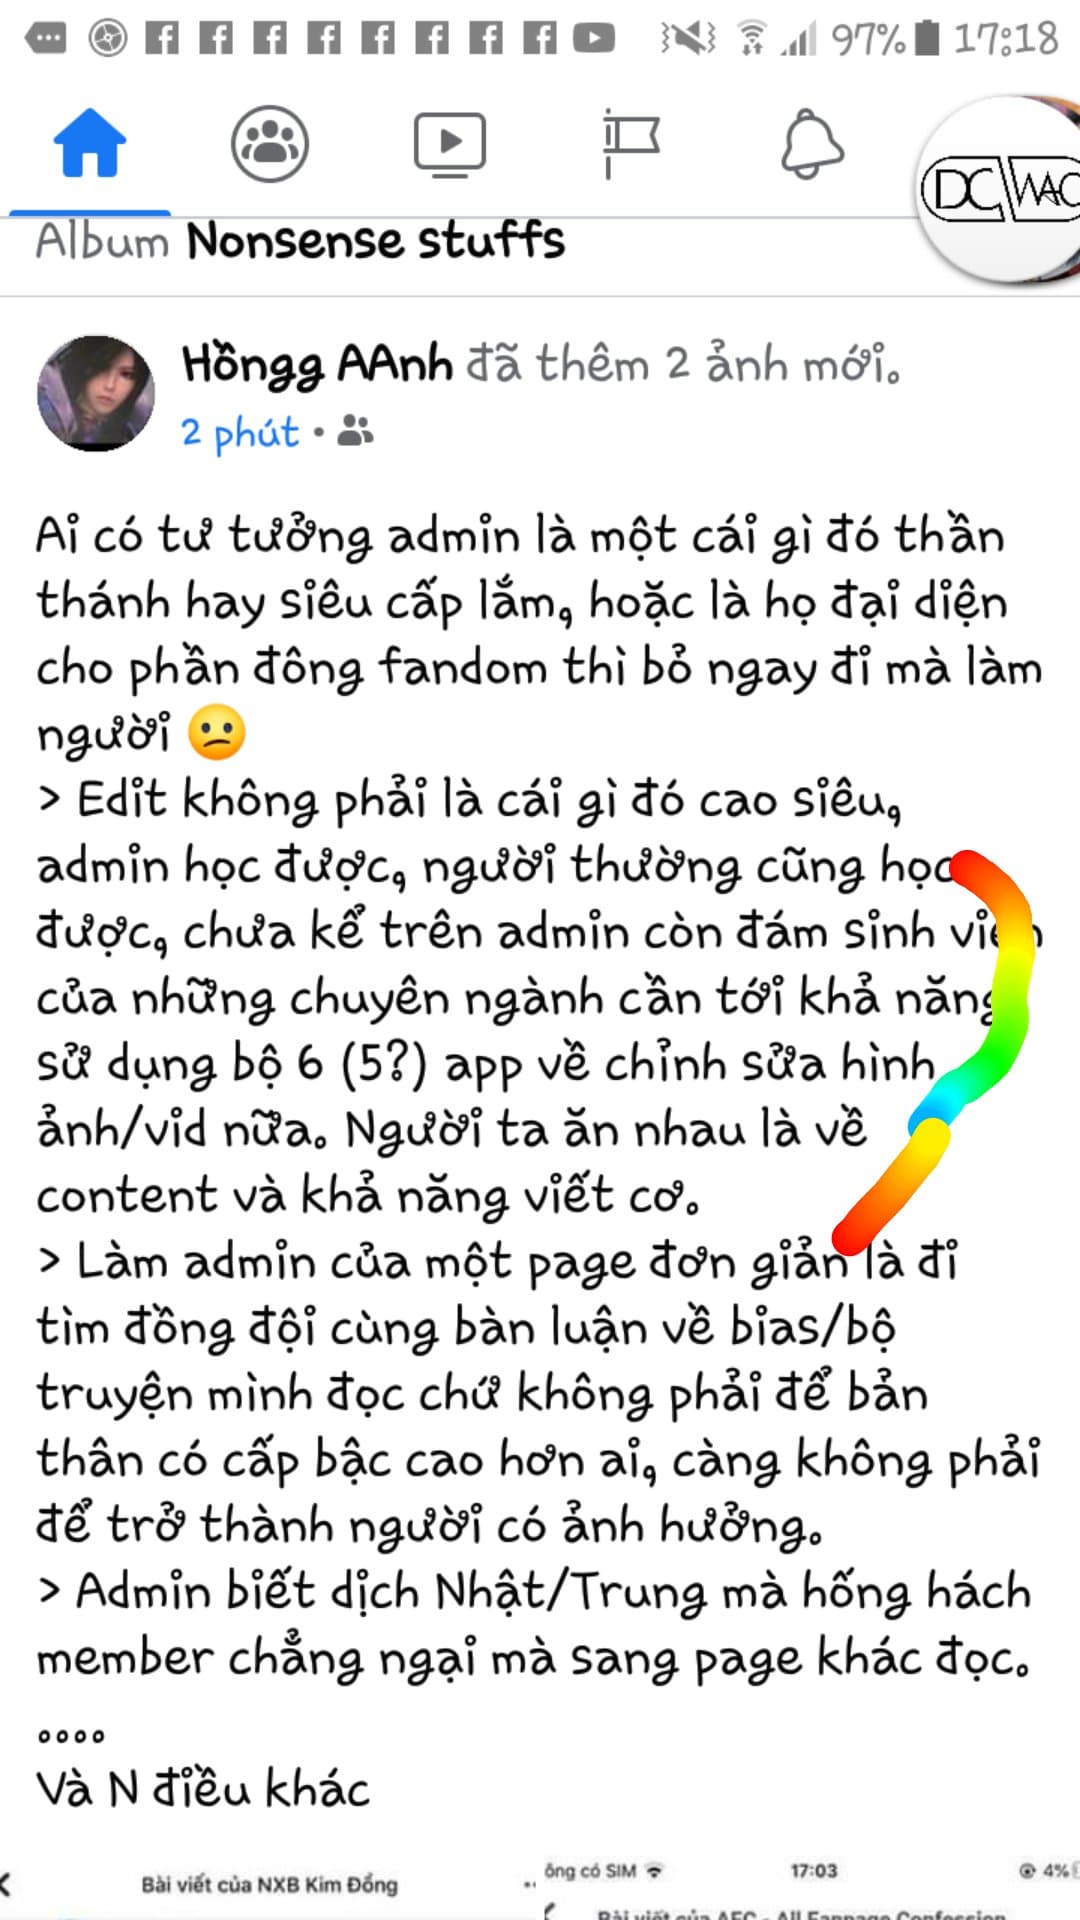 97% 17:18
DC WAC
Album Nonsense stuffs
Hồngg AAnh đã thêm 2 ảnh mới.
2 phút
Ai có tư tưởng admin là một cái gì đó thần
thánh hay siêu cấp lắm, hoặc là họ đại diện
cho phần đông fandom thì bỏ ngay đi mà làm
người 😕
> Edit không phải là cái gì đó cao siêu,
admin học được, người thường cũng học
được, chưa kể trên admin còn đám sinh viên
của những chuyên ngành cần tới khả năng
sử dụng bộ 6 (5?) app về chỉnh sửa hình
ảnh/vid nữa. Người ta ăn nhau là về
content và khả năng viết cơ.
> Làm admin của một page đơn giản là đi
tìm đồng đội cùng bàn luận về bias/bộ
truyện mình đọc chứ không phải để bản
thân có cấp bậc cao hơn ai, càng không phải
để trở thành người có ảnh hưởng.
> Admin biết dịch Nhật/Trung mà hống hách
member chẳng ngại mà sang page khác đọc.
....
Và N điều khác
Bài viết của NXB Kim Đồng
ông có SIM 17:03 4%
Bài viết của AFC - All Fanpage Confession